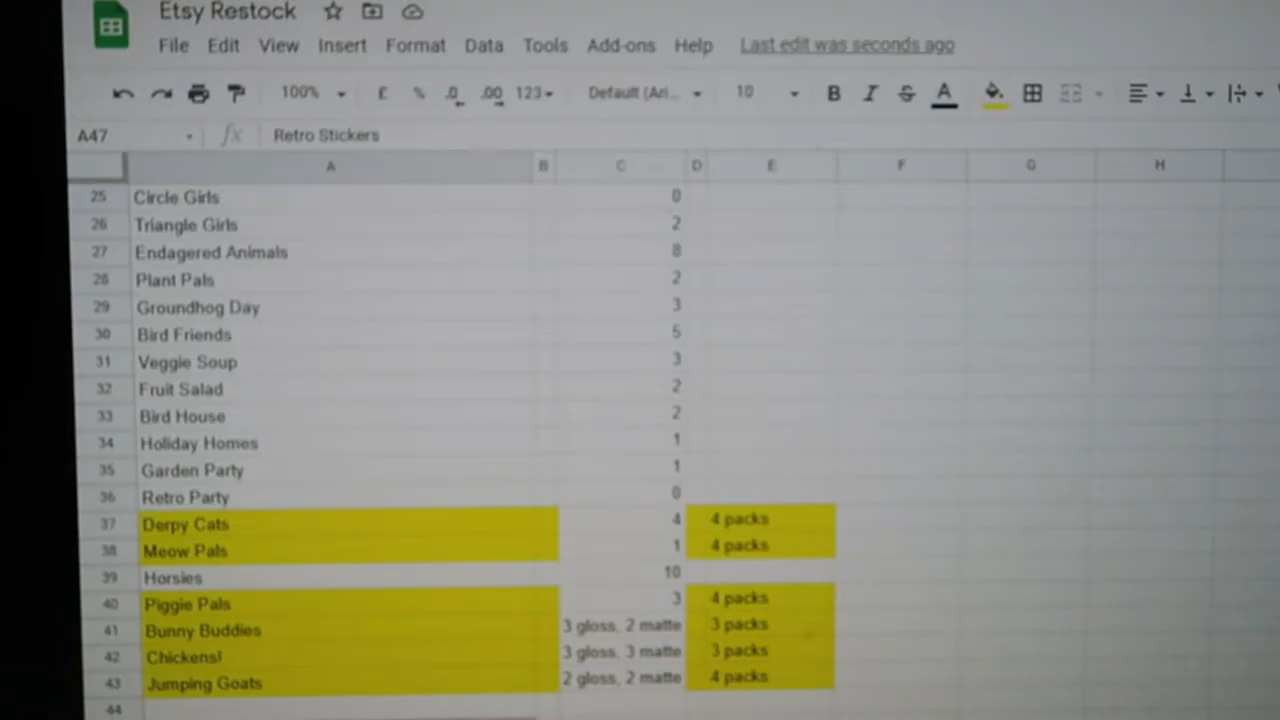 Etsy Restock
File Edit View Insert Format Data Tools Add-ons Help Last edit was seconds ago
100% £ % .0 .00 123 Default (Ari... 10 B I S A
A47 fx Retro Stickers
A B C D E F G H
25 Circle Girls 0
26 Triangle Girls 2
27 Endagered Animals 8
28 Plant Pals 2
29 Groundhog Day 3
30 Bird Friends 5
31 Veggie Soup 3
32 Fruit Salad 2
33 Bird House 2
34 Holiday Homes 1
35 Garden Party 1
36 Retro Party 0
37 Derpy Cats 4 4 packs
38 Meow Pals 1 4 packs
39 Horsies 10
40 Piggie Pals 3 4 packs
41 Bunny Buddies 3 gloss, 2 matte 3 packs
42 Chickens! 3 gloss, 3 matte 3 packs
43 Jumping Goats 2 gloss, 2 matte 4 packs
44